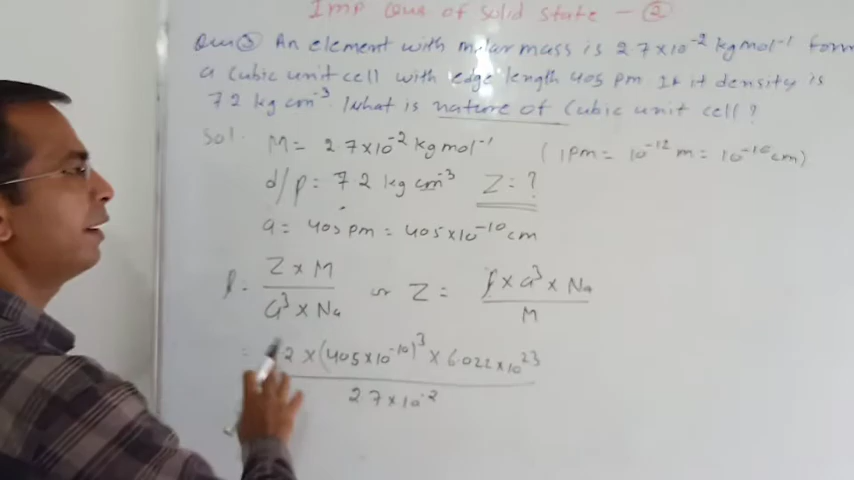 Imp Ques of Solid State - (2)
Ques (3) An element with molar mass is 2.7×10⁻² kg mol⁻¹ form
a cubic unit cell with edge length 405 pm If it density is
7.2 kg cm⁻³. What is nature of Cubic unit cell?
Sol. M = 2.7×10⁻² kg mol⁻¹ (1pm = 10⁻¹² m = 10⁻¹⁰ cm)
d/ρ = 7.2 kg cm⁻³ Z = ?
a = 405 pm = 405×10⁻¹⁰ cm
ρ = Z × M / a³ × Na or Z = ρ × a³ × Na / M
= 2 × (405×10⁻¹⁰)³ × 6.022×10²³ / 2.7×10⁻²